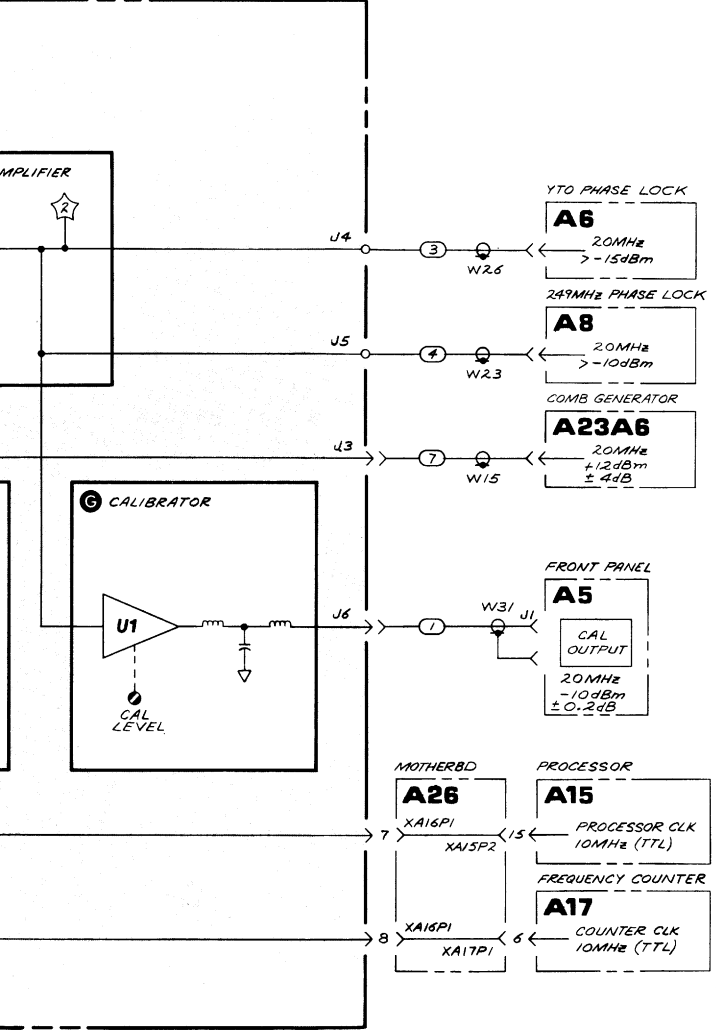 MPLIFIER
2
J4
3
W26
YTO PHASE LOCK
A6
20MHz
>-15dBm
J5
4
W23
249MHz PHASE LOCK
A8
20MHz
>-10dBm
J3
7
W15
COMB GENERATOR
A23A6
20MHz
+12dBm
± 4dB
G CALIBRATOR
U1
CAL
LEVEL
J6
1
W31
J1
FRONT PANEL
A5
CAL
OUTPUT
20MHz
-10dBm
±0.2dB
MOTHERBD
A26
7
XA16P1
XA15P2
15
PROCESSOR
A15
PROCESSOR CLK
10MHz (TTL)
8
XA16P1
XA17P1
6
FREQUENCY COUNTER
A17
COUNTER CLK
10MHz (TTL)